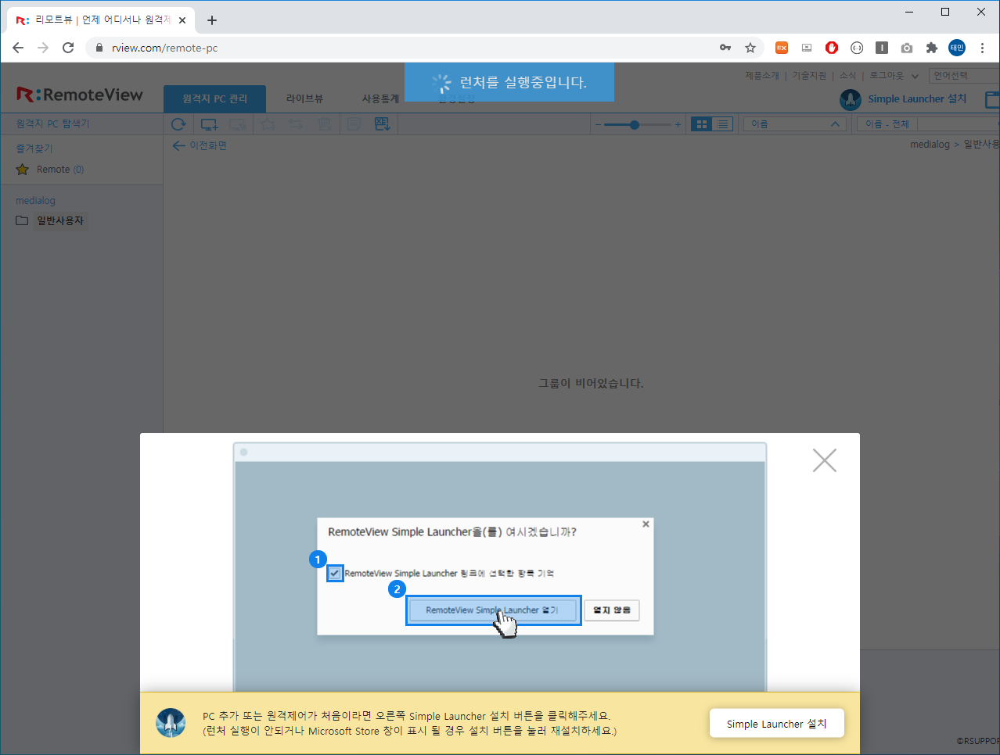 리모트뷰 | 언제 어디서나 원격제
rview.com/remote-pc
태민
런처를 실행중입니다.
제품소개 | 기술지원 | 소식 | 로그아웃
언어선택
RemoteView
원격지 PC 관리
라이브뷰
사용통계
환경설정
Simple Launcher 설치
원격지 PC 탐색기
이름
이름 - 전체
즐겨찾기
Remote (0)
이전화면
medialog > 일반사용
medialog
일반사용자
그룹이 비어있습니다.
RemoteView Simple Launcher을(를) 여시겠습니까?
1
RemoteView Simple Launcher 링크에 선택한 항목 기억
2
RemoteView Simple Launcher 열기
열지 않음
PC 추가 또는 원격제어가 처음이라면 오른쪽 Simple Launcher 설치 버튼을 클릭해주세요.
(런처 실행이 안되거나 Microsoft Store 창이 표시 될 경우 설치 버튼을 눌러 재설치하세요.)
Simple Launcher 설치
©RSUPPOR